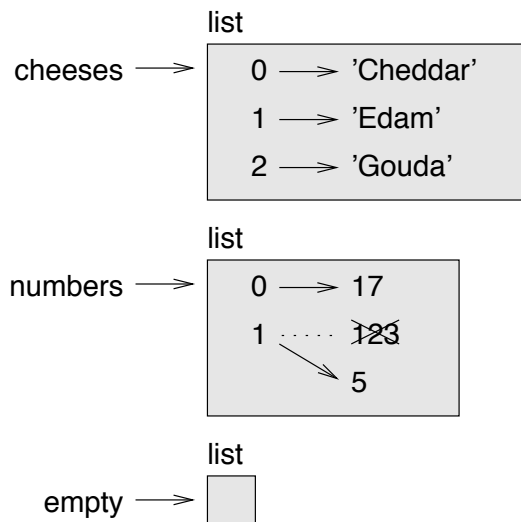 list
cheeses 0 ’Cheddar’
1 ’Edam’
2 ’Gouda’
list
numbers 0 17
1 123
5
list
empty